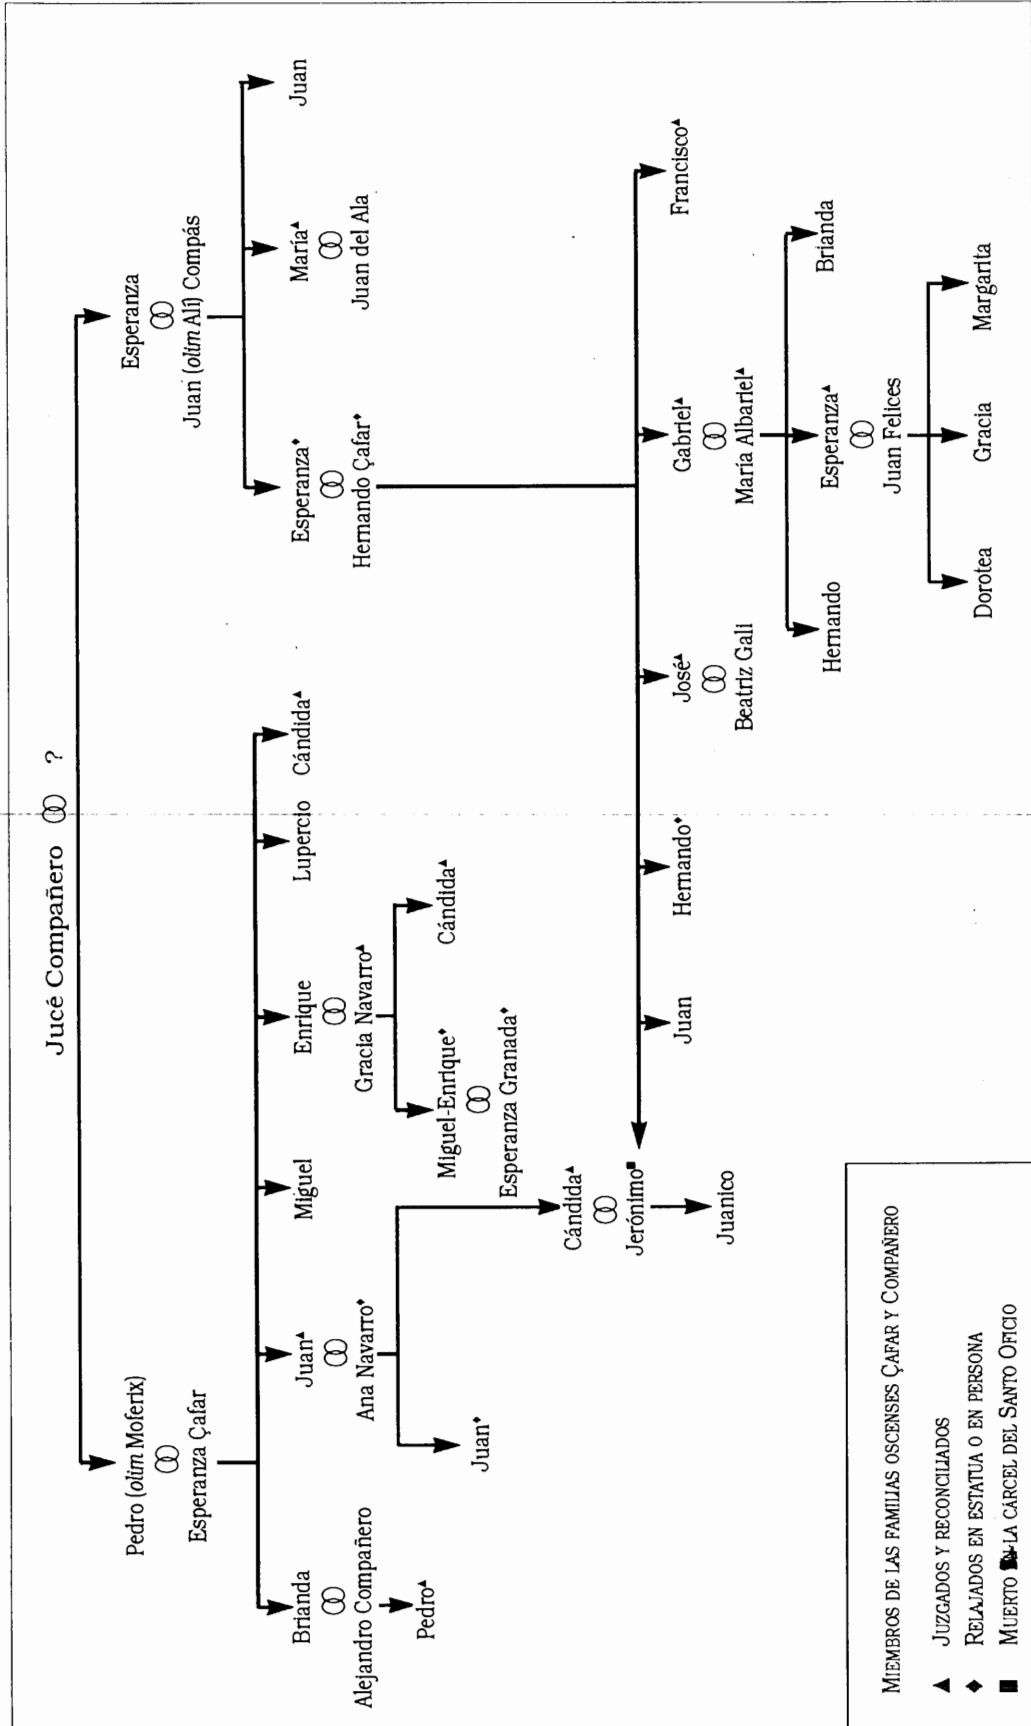 Jucé Compañero ?
Pedro (olim Moferix)
Esperanza Çafar
Esperanza
Juan (olim Alí) Compás
Brianda
Alejandro Compañero
Pedro▲
Juan▲
Ana Navarro♦
Miguel
Enrique
Gracia Navarro▲
Lupercio
Cándida▲
Esperanza♦
Hernando Çafar♦
María▲
Juan del Ala
Juan
Juan♦
Miguel-Enrique♦
Esperanza Granada♦
Cándida▲
Cándida▲
Jerónimo■
Juanico
Juan
Hernando♦
José▲
Beatriz Gali
Gabriel▲
María Albariel▲
Francisco▲
Hernando
Esperanza▲
Juan Felices
Brianda
Dorotea
Gracia
Margarita
MIEMBROS DE LAS FAMILIAS OSCENSES ÇAFAR Y COMPAÑERO
▲ JUZGADOS Y RECONCILIADOS
♦ RELAJADOS EN ESTATUA O EN PERSONA
■ MUERTO EN LA CÁRCEL DEL SANTO OFICIO